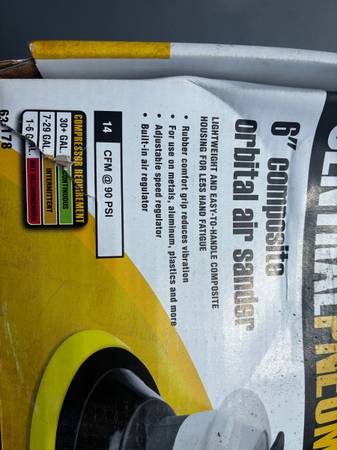 6" composite
orbital air sander
LIGHTWEIGHT AND EASY-TO-HANDLE COMPOSITE
HOUSING FOR LESS HAND FATIGUE
• Rubber comfort grip reduces vibration
• For use on metals, aluminum, plastics and more
• Adjustable speed regulator
• Built-in air regulator
14 CFM @ 90 PSI
COMPRESSOR REQUIREMENT
30+ GAL. CONTINUOUS
7-29 GAL. INTERMITTENT
1-6 GAL.